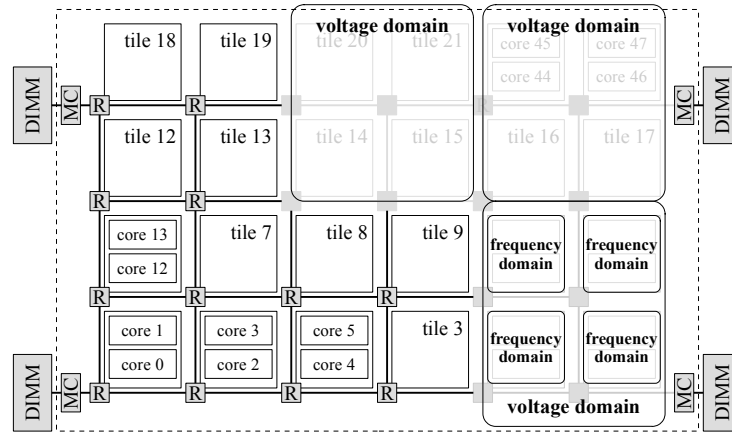 voltage domain
voltage domain
tile 18
tile 19
tile 20
tile 21
core 45
core 47
core 44
core 46
DIMM
MC
R
R
R
MC
DIMM
tile 12
tile 13
tile 14
tile 15
tile 16
tile 17
R
R
core 13
core 12
tile 7
tile 8
tile 9
frequency
domain
frequency
domain
R
R
R
R
core 1
core 0
core 3
core 2
core 5
core 4
tile 3
frequency
domain
frequency
domain
DIMM
MC
R
R
R
R
MC
DIMM
voltage domain